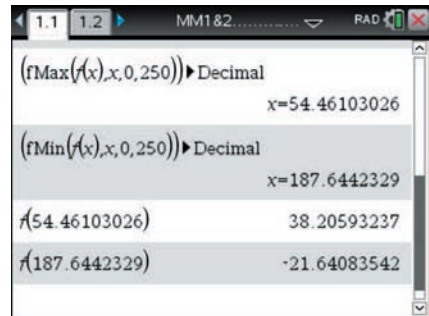 1.1 1.2 MM1&2............ RAD
(fMax(f(x),x,0,250))▶Decimal
x=54.46103026
(fMin(f(x),x,0,250))▶Decimal
x=187.6442329
f(54.46103026) 38.20593237
f(187.6442329) -21.64083542